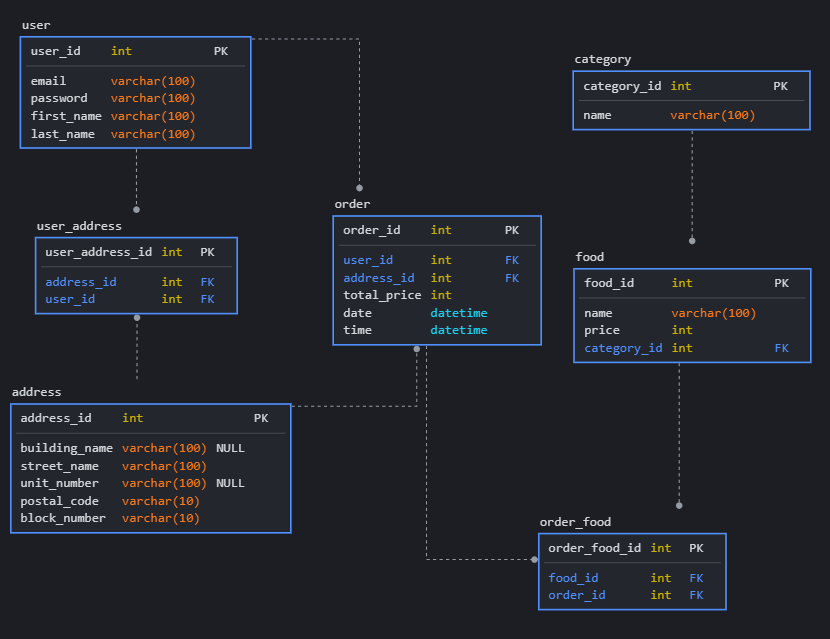 user
user_id int PK
email varchar(100)
password varchar(100)
first_name varchar(100)
last_name varchar(100)
user_address
user_address_id int PK
address_id int FK
user_id int FK
address
address_id int PK
building_name varchar(100) NULL
street_name varchar(100)
unit_number varchar(100) NULL
postal_code varchar(10)
block_number varchar(10)
order
order_id int PK
user_id int FK
address_id int FK
total_price int
date datetime
time datetime
category
category_id int PK
name varchar(100)
food
food_id int PK
name varchar(100)
price int
category_id int FK
order_food
order_food_id int PK
food_id int FK
order_id int FK